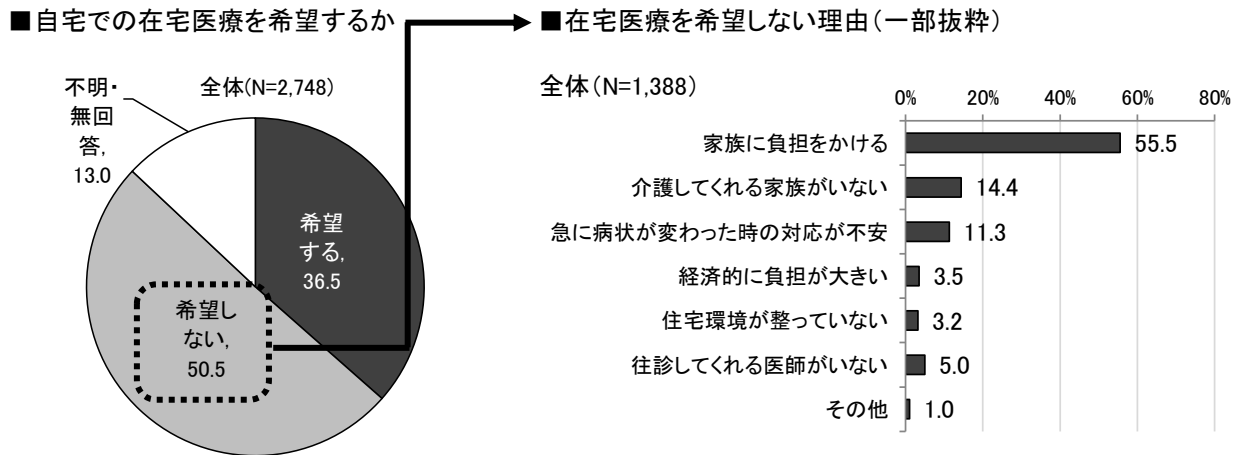 ■自宅での在宅医療を希望するか
全体(N=2,748)
不明・
無回
答,
13.0
希望
する,
36.5
希望し
ない,
50.5
■在宅医療を希望しない理由(一部抜粋)
全体(N=1,388)
0% 20% 40% 60% 80%
家族に負担をかける 55.5
介護してくれる家族がいない 14.4
急に病状が変わった時の対応が不安 11.3
経済的に負担が大きい 3.5
住宅環境が整っていない 3.2
往診してくれる医師がいない 5.0
その他 1.0